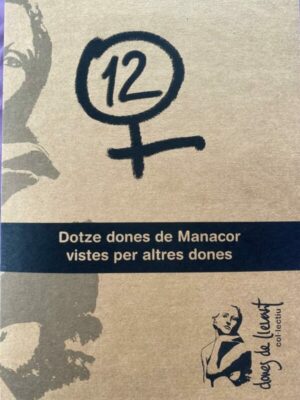 12
Dotze dones de Manacor
vistes per altres dones
dones de llevant
col·lectiu